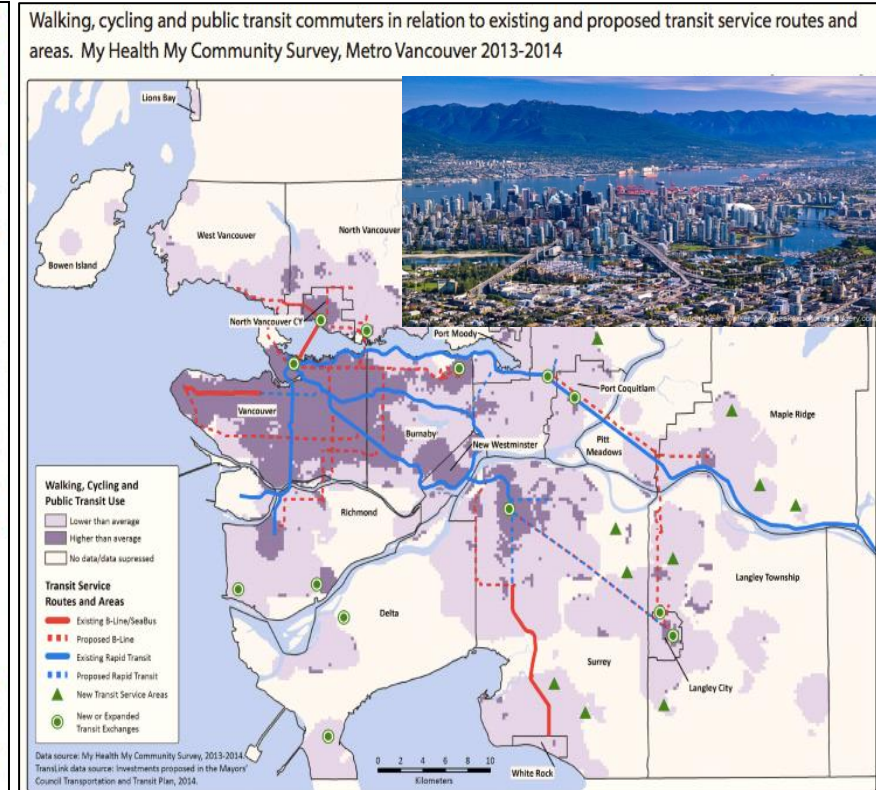 Walking, cycling and public transit commuters in relation to existing and proposed transit service routes and
areas. My Health My Community Survey, Metro Vancouver 2013-2014
Lions Bay
West Vancouver
North Vancouver
Bowen Island
North Vancouver CY
Port Moody
Port Coquitlam
Vancouver
Maple Ridge
Burnaby
New Westminster
Pitt
Meadows
Walking, Cycling and
Public Transit Use
Lower than average
Higher than average
No data/data supressed
Transit Service
Routes and Areas
Existing B-Line/SeaBus
Proposed B-Line
Existing Rapid Transit
Proposed Rapid Transit
New Transit Service Areas
New or Expanded
Transit Exchanges
Richmond
Langley Township
Delta
Surrey
Langley City
White Rock
Data source: My Health My Community Survey, 2013-2014.
TransLink data source: Investments proposed in the Mayors'
Council Transportation and Transit Plan, 2014.
0 2 4 6 8 10
Kilometers